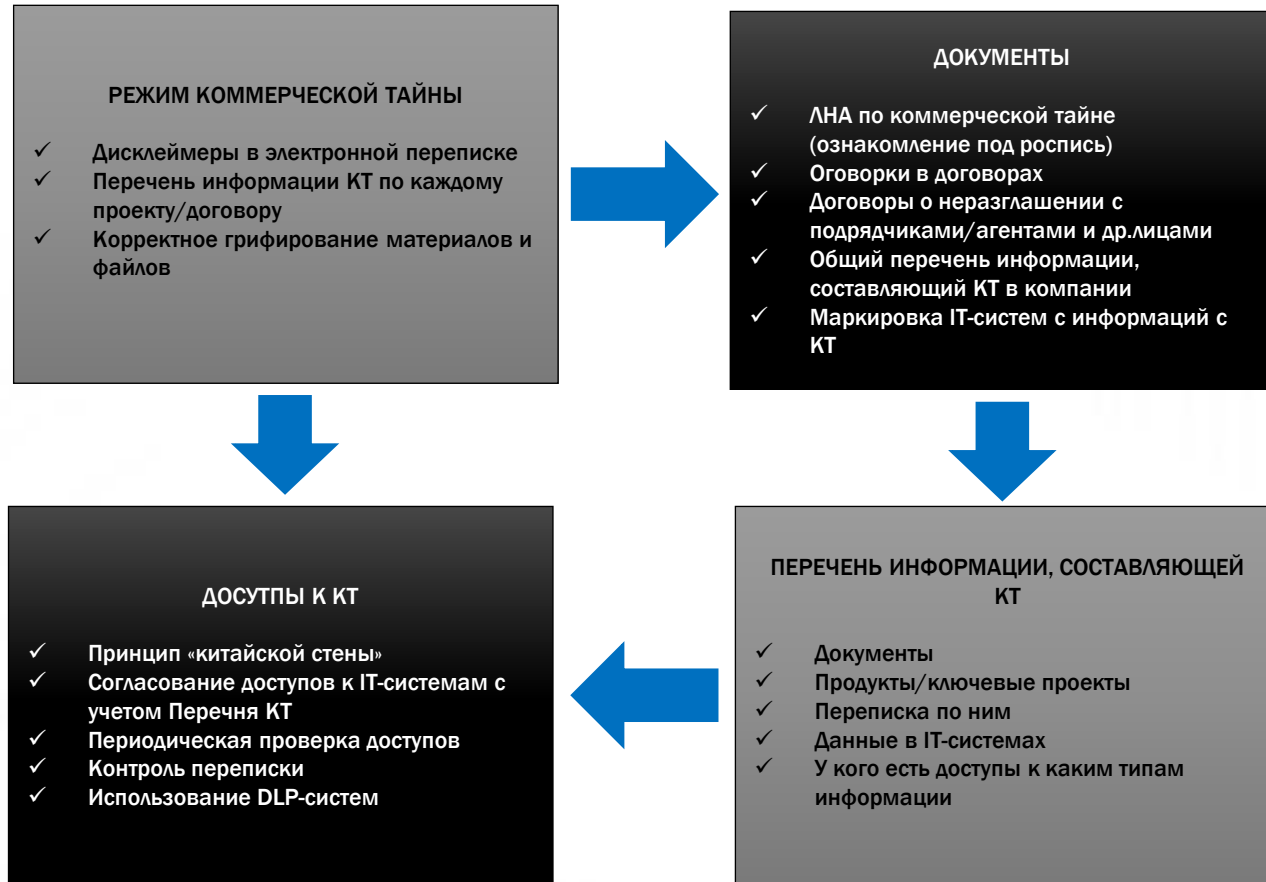 РЕЖИМ КОММЕРЧЕСКОЙ ТАЙНЫ
✓ Дисклеймеры в электронной переписке
✓ Перечень информации КТ по каждому
проекту/договору
✓ Корректное грифирование материалов и
файлов
ДОКУМЕНТЫ
✓ ЛНА по коммерческой тайне
(ознакомление под роспись)
✓ Оговорки в договорах
✓ Договоры о неразглашении с
подрядчиками/агентами и др.лицами
✓ Общий перечень информации,
составляющий КТ в компании
✓ Маркировка IT-систем с информаций с
КТ
ДОСУТПЫ К КТ
✓ Принцип «китайской стены»
✓ Согласование доступов к IT-системам с
учетом Перечня КТ
✓ Периодическая проверка доступов
✓ Контроль переписки
✓ Использование DLP-систем
ПЕРЕЧЕНЬ ИНФОРМАЦИИ, СОСТАВЛЯЮЩЕЙ
КТ
✓ Документы
✓ Продукты/ключевые проекты
✓ Переписка по ним
✓ Данные в IT-системах
✓ У кого есть доступы к каким типам
информации